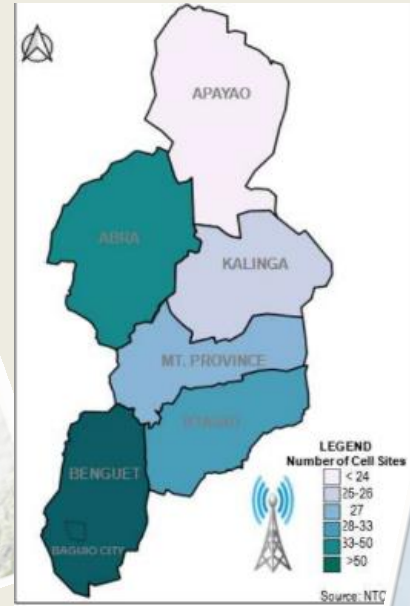 APAYAO
ABRA
KALINGA
MT. PROVINCE
IFUGAO
BENGUET
BAGUIO CITY
LEGEND
Number of Cell Sites
< 24
25-26
27
28-33
33-50
>50
Source: NTC